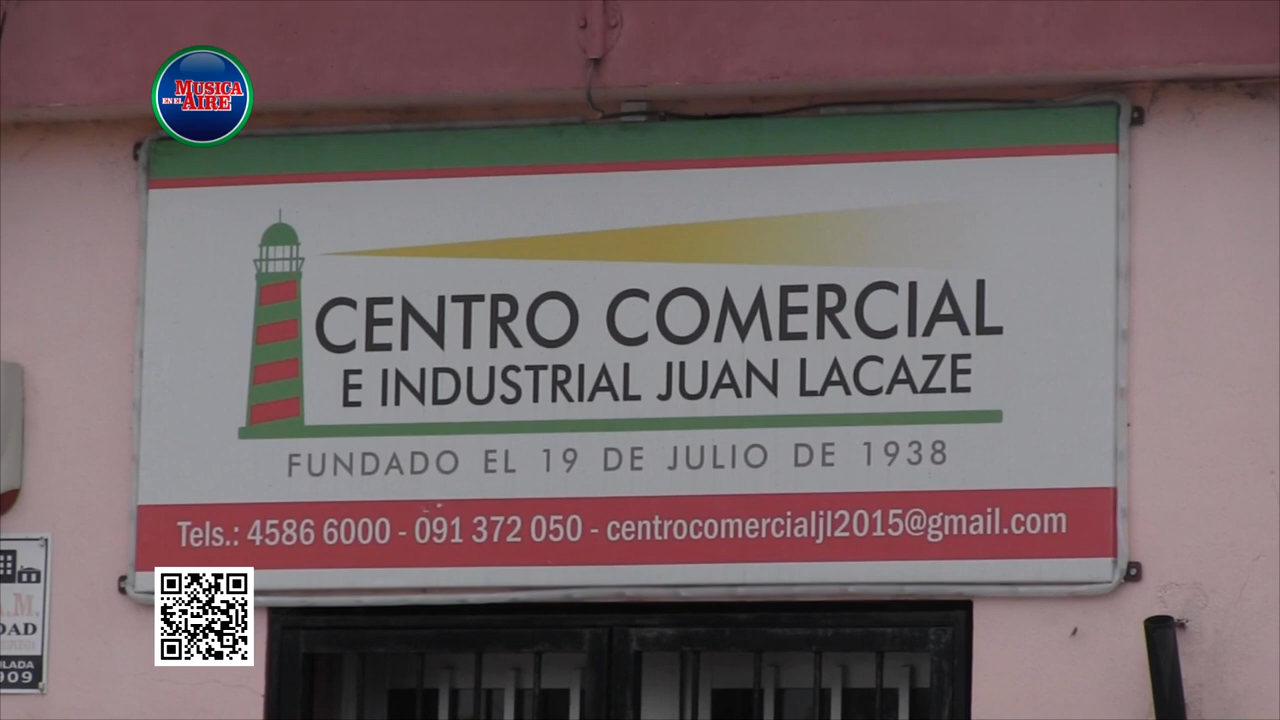 MUSICA
EN EL AIRE
CENTRO COMERCIAL
E INDUSTRIAL JUAN LACAZE
FUNDADO EL 19 DE JULIO DE 1938
Tels.: 4586 6000 - 091 372 050 - centrocomercialjl2015@gmail.com
.M.
DAD
LADA
909